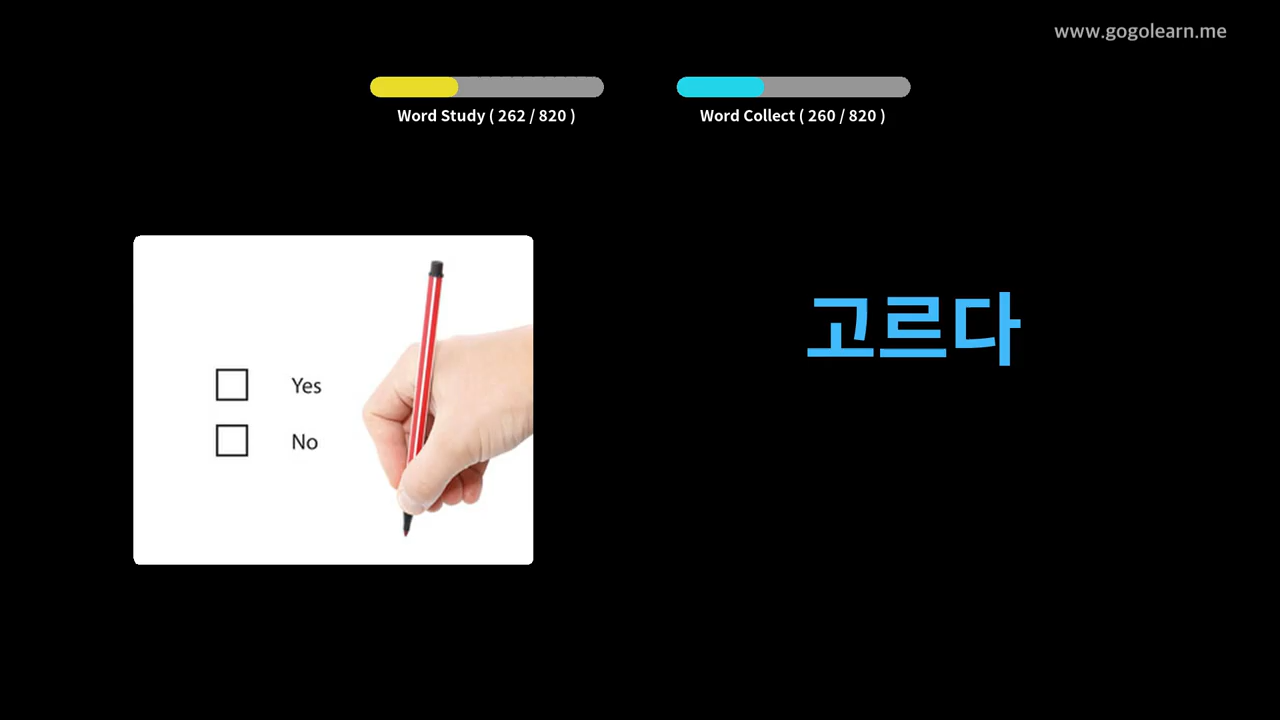 www.gogolearn.me
Word Study ( 262 / 820 )
Word Collect ( 260 / 820 )
고르다
Yes
No